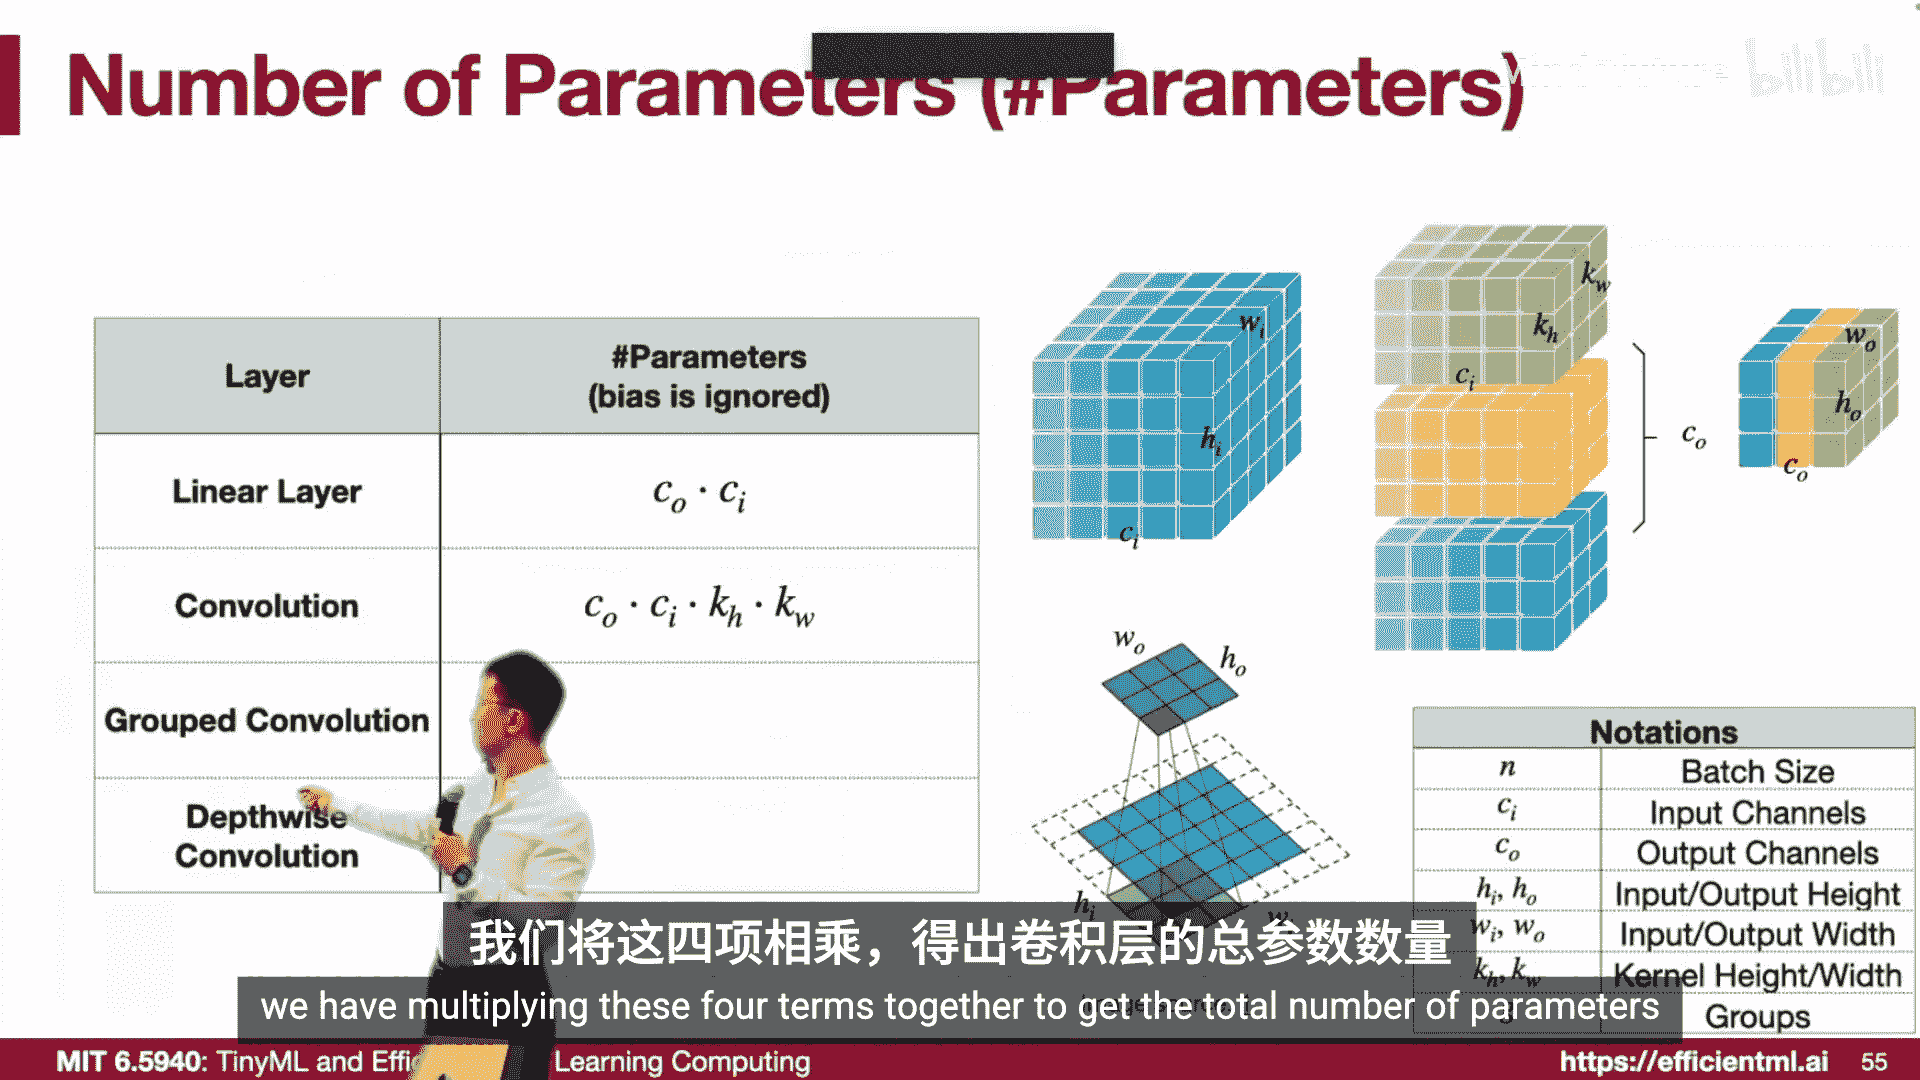 Number of Parameters (#Parameters)
bilibili
Layer
#Parameters
(bias is ignored)
Linear Layer
c_o · c_i
Convolution
c_o · c_i · k_h · k_w
Grouped Convolution
Depthwise
Convolution
w_i
h_i
c_i
k_w
k_h
c_i
c_o
w_o
h_o
c_o
w_o
h_o
h_i
Notations
n Batch Size
c_i Input Channels
c_o Output Channels
h_i, h_o Input/Output Height
w_i, w_o Input/Output Width
k_h, k_w Kernel Height/Width
Groups
我们将这四项相乘，得出卷积层的总参数数量
we have multiplying these four terms together to get the total number of parameters
MIT 6.5940: TinyML and Effic Learning Computing
https://efficientml.ai
55